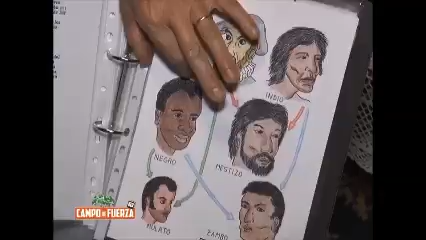 INDIO
NEGRO
MESTIZO
MULATO
ZAMBO
CAMPO DE FUERZA